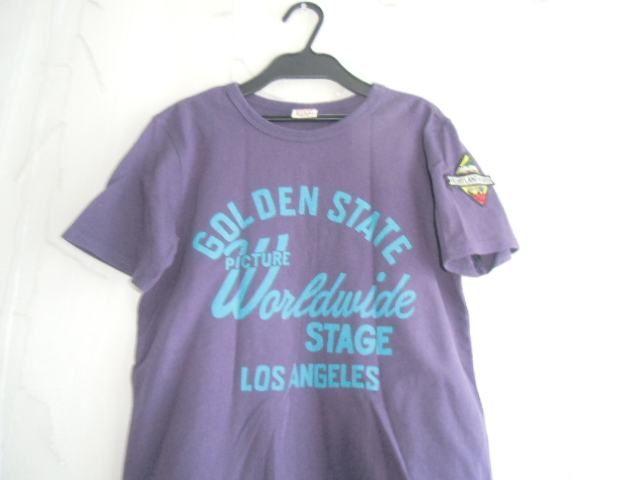 GOLDEN STATE
PICTURE
Worldwide
STAGE
LOS ANGELES